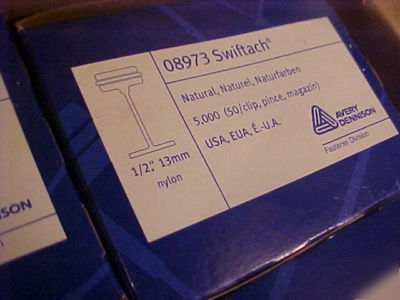 08973 Swiftach®
Natural, Naturel, Naturfarben
5,000 (50/clip, pince, magazin)
USA, EUA, É.-U.A.
1/2", 13mm
nylon
AVERY
DENNISON
Fastener Division
NISON
n